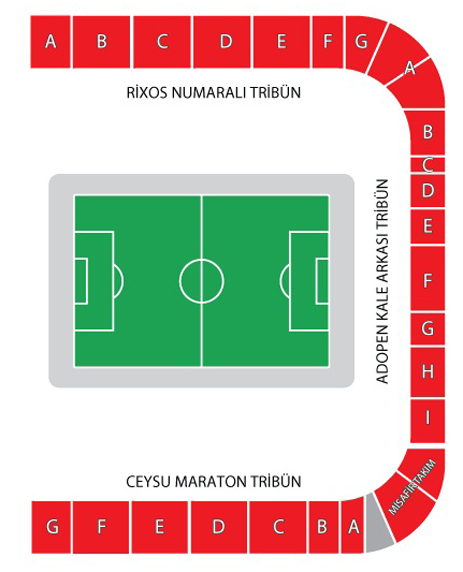 A B C D E F G
A
RİXOS NUMARALI TRİBÜN
B
C
D
E
ADOPEN KALE ARKASI TRİBÜN
F
G
H
I
MİSAFİR TAKIM
CEYSU MARATON TRİBÜN
G F E D C B A